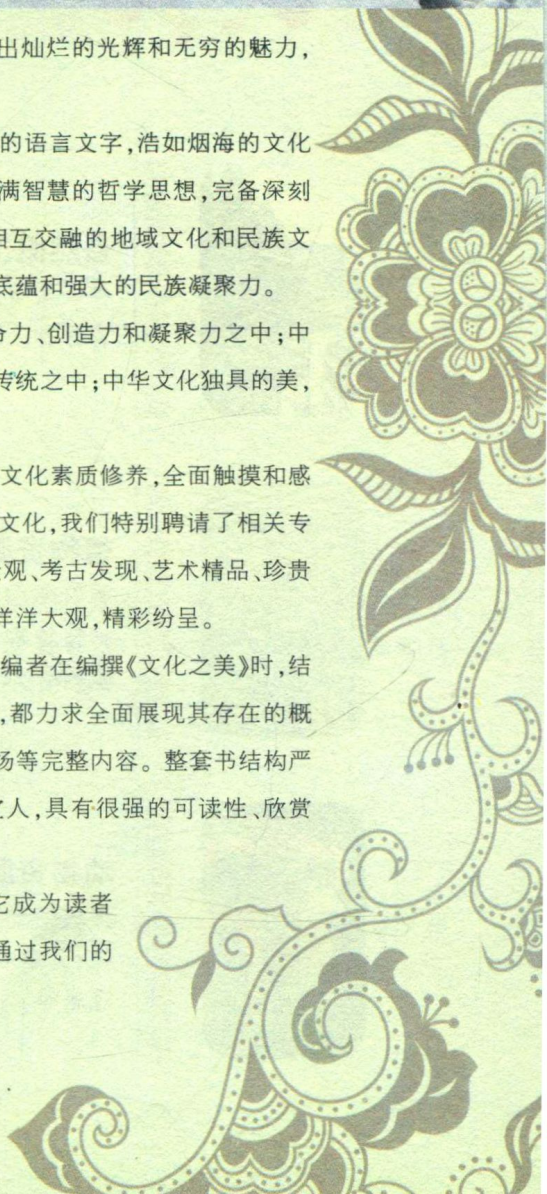 出灿烂的光辉和无穷的魅力，
的语言文字，浩如烟海的文化
满智慧的哲学思想，完备深刻
相互交融的地域文化和民族文
底蕴和强大的民族凝聚力。
命力、创造力和凝聚力之中；中
传统之中；中华文化独具的美，
文化素质修养，全面触摸和感
文化，我们特别聘请了相关专
观、考古发现、艺术精品、珍贵
洋洋大观，精彩纷呈。
编者在编撰《文化之美》时，结
，都力求全面展现其存在的概
场等完整内容。整套书结构严
人，具有很强的可读性、欣赏
它成为读者
通过我们的